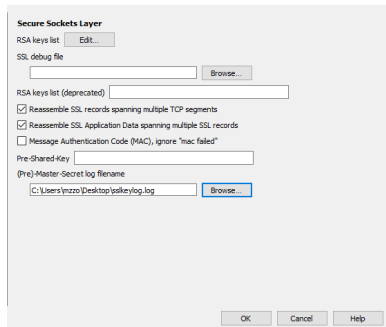 Secure Sockets Layer
RSA keys list Edit...
SSL debug file
Browse...
RSA keys list (deprecated)
Reassemble SSL records spanning multiple TCP segments
Reassemble SSL Application Data spanning multiple SSL records
Message Authentication Code (MAC), ignore "mac failed"
Pre-Shared-Key
(Pre)-Master-Secret log filename
C:\Users\mzzo\Desktop\sslkeylog.log Browse...
OK Cancel Help